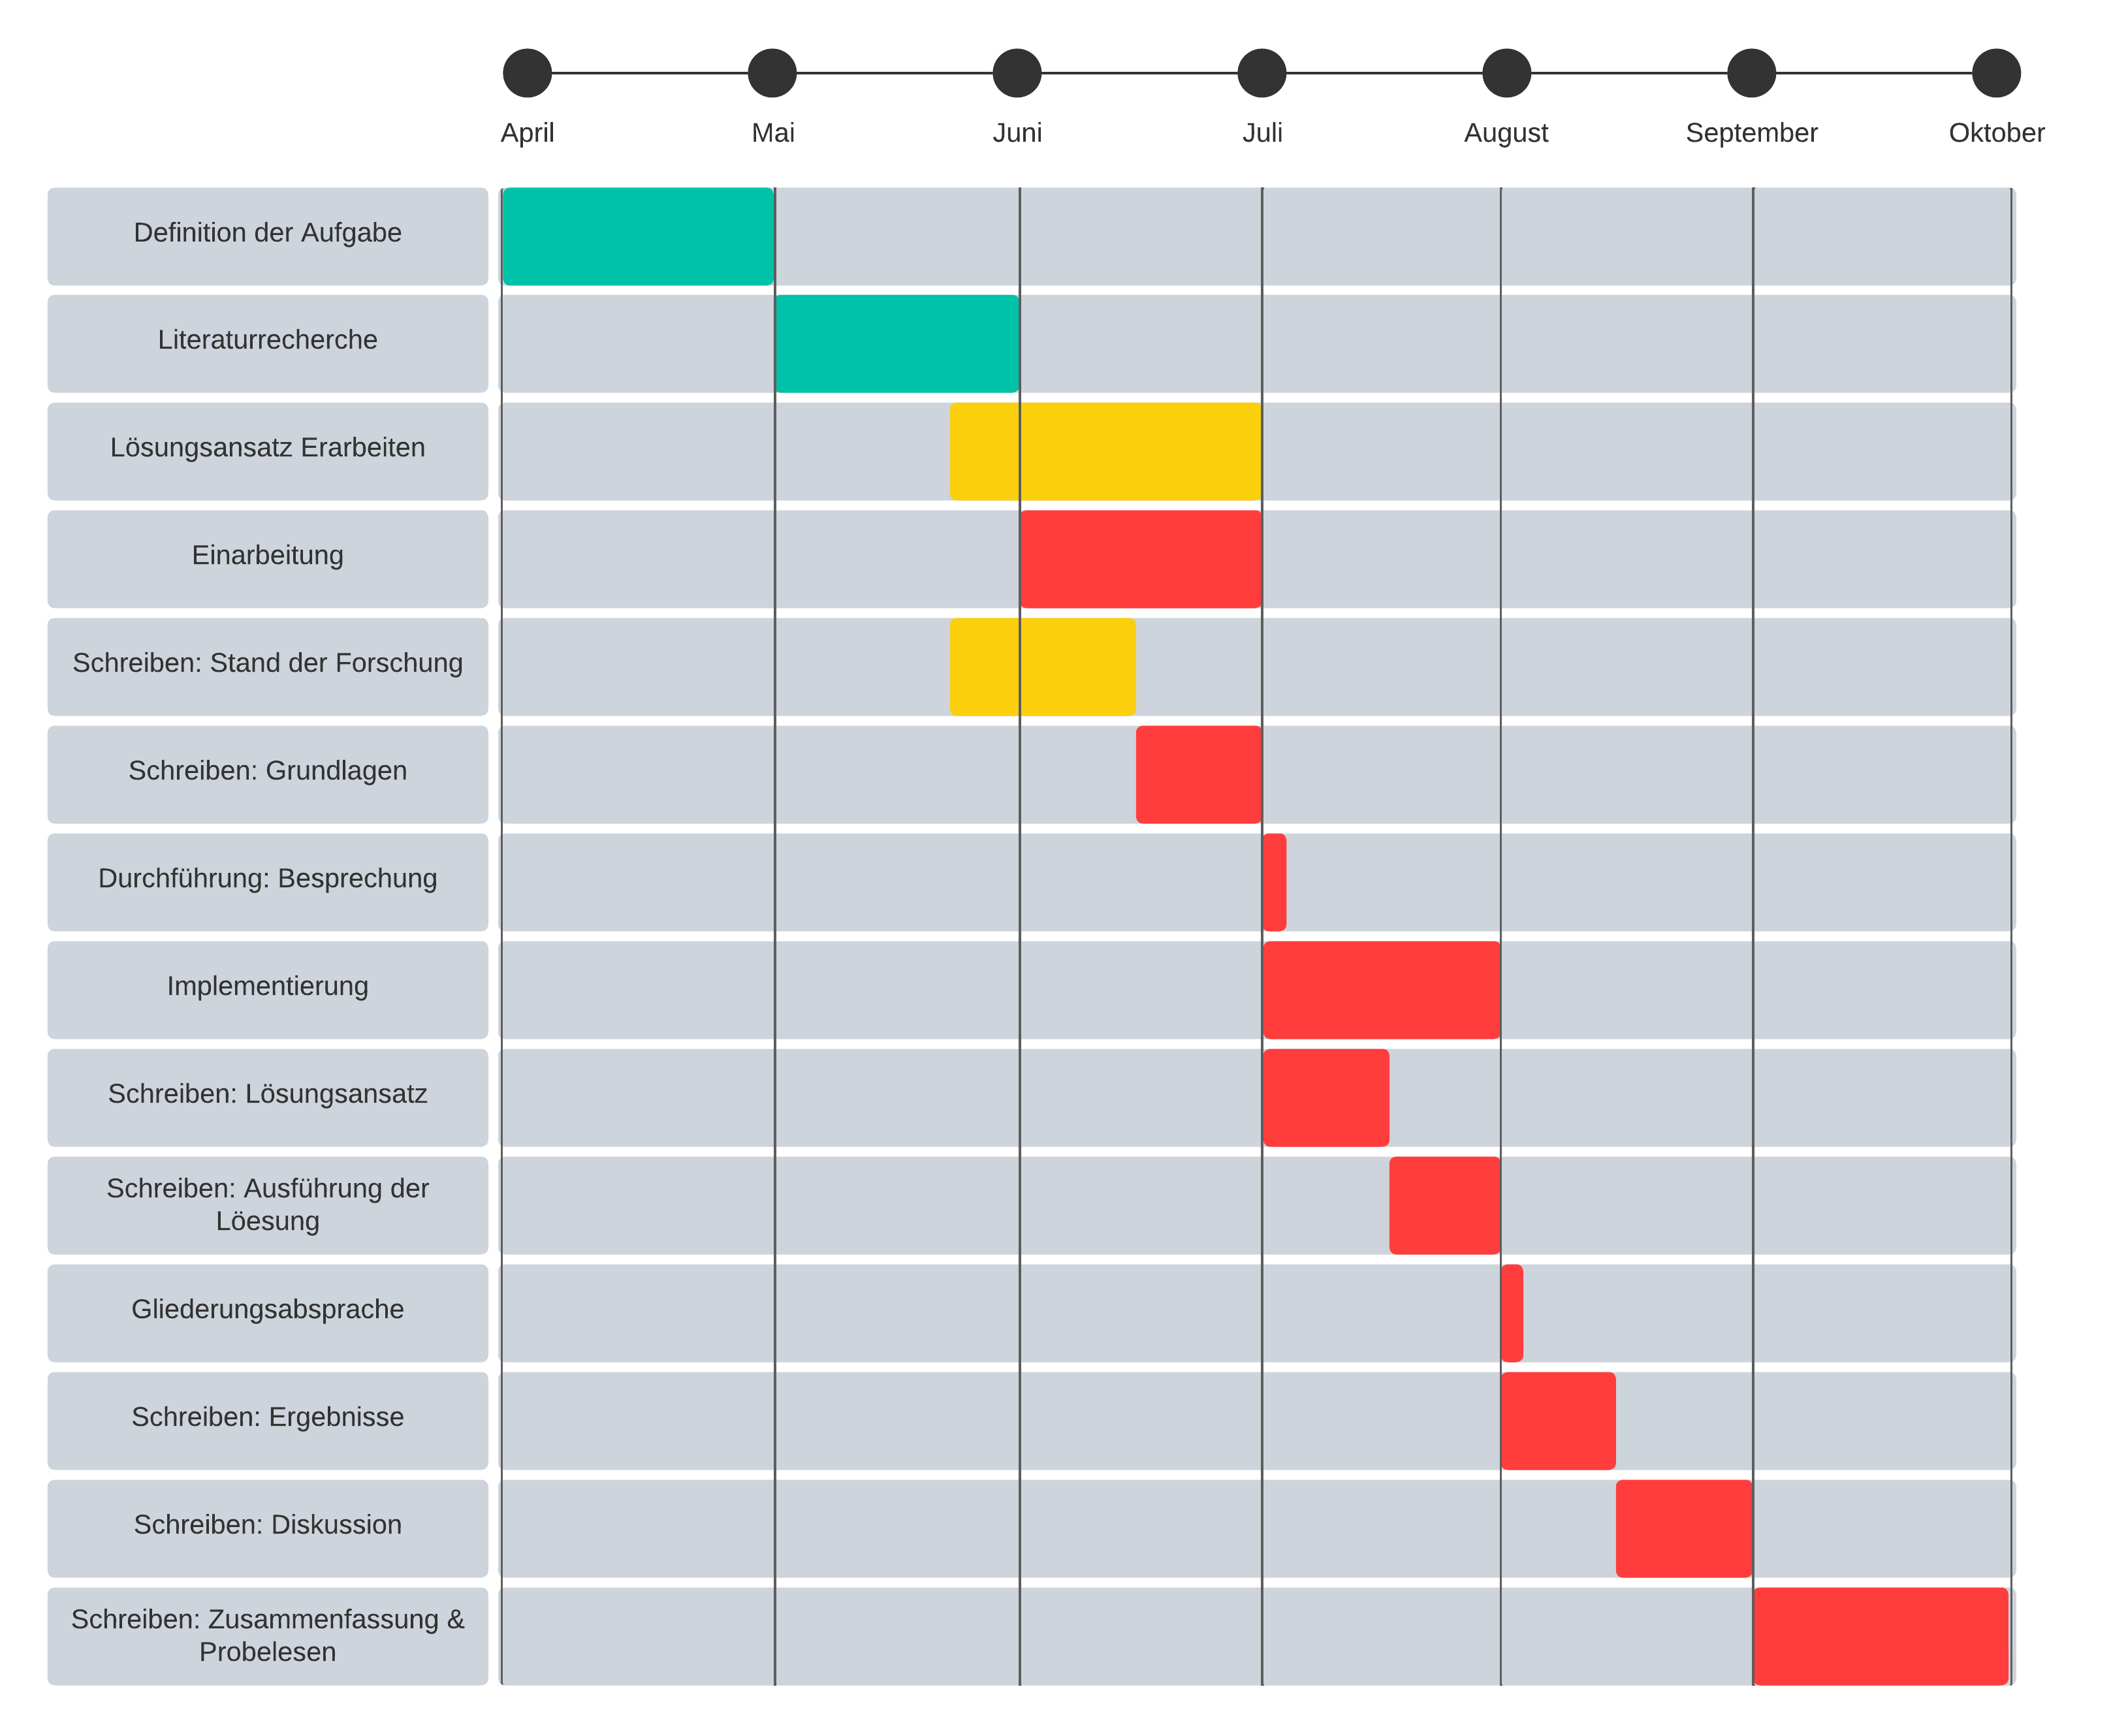 April
Mai
Juni
Juli
August
September
Oktober
Definition der Aufgabe
Literaturrecherche
Lösungsansatz Erarbeiten
Einarbeitung
Schreiben: Stand der Forschung
Schreiben: Grundlagen
Durchführung: Besprechung
Implementierung
Schreiben: Lösungsansatz
Schreiben: Ausführung der
Löesung
Gliederungsabsprache
Schreiben: Ergebnisse
Schreiben: Diskussion
Schreiben: Zusammenfassung &
Probelesen